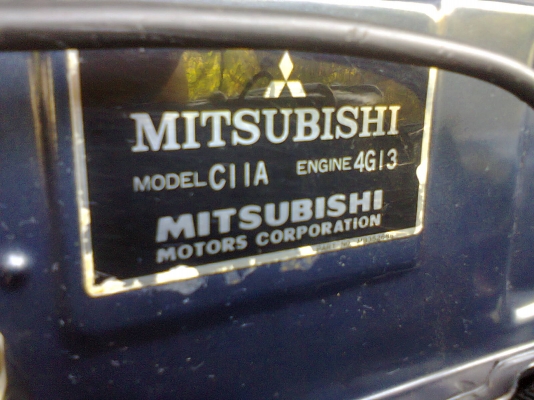 MITSUBISHI
MODEL C11A ENGINE 4G13
MITSUBISHI
MOTORS CORPORATION